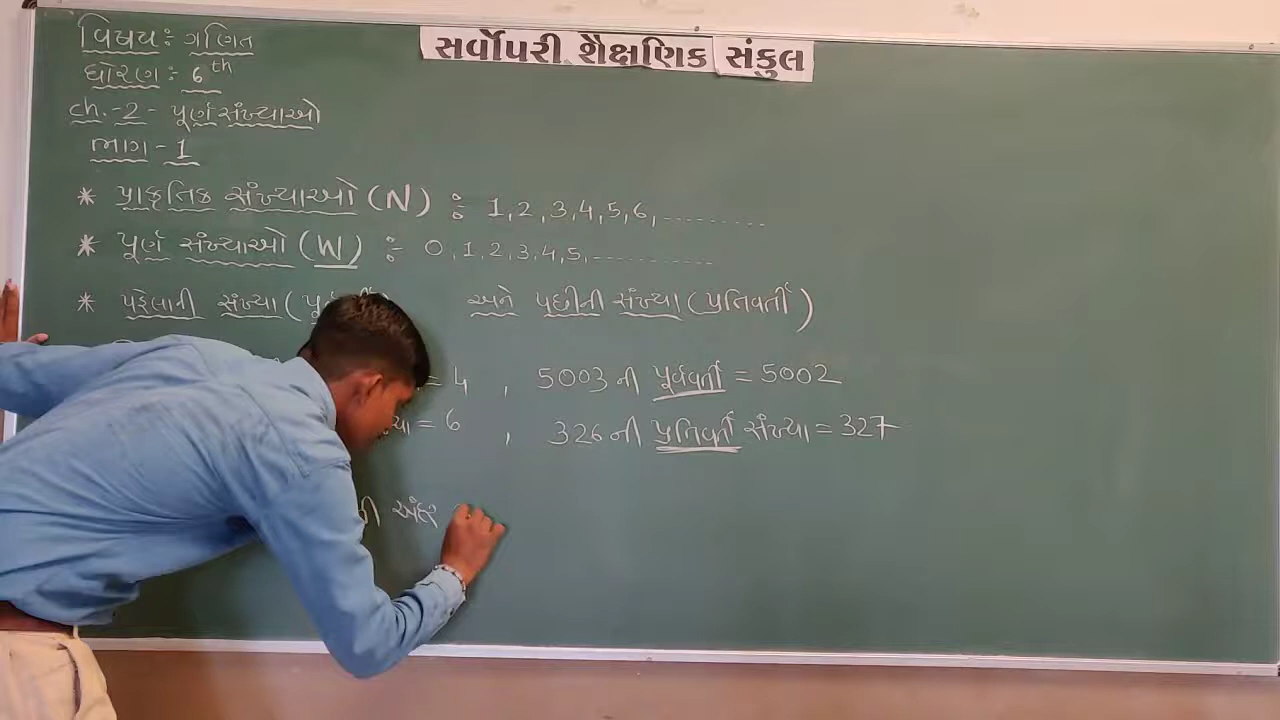 સર્વોપરી શૈક્ષણિક સંકુલ
વિષય : ગણિત
ધોરણ : 6th
ch.-2- પૂર્ણ સંખ્યાઓ
ભાગ-1
* પ્રાકૃતિક સંખ્યાઓ (N) : 1,2,3,4,5,6,..........
* પૂર્ણ સંખ્યાઓ (W) : 0,1,2,3,4,5,............
* પહેલાની સંખ્યા ( અને પછીની સંખ્યા (પ્રતિવર્તી)
= 4 , 5003 ની પૂર્વવર્તી = 5002
= 6 , 326 ની પ્રતિવર્તી સંખ્યા = 327
અંદર